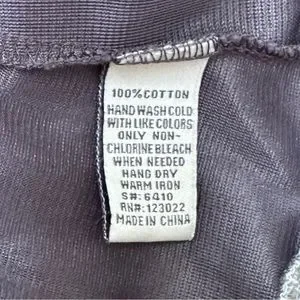 100% COTTON
HAND WASH COLD
WITH LIKE COLORS
ONLY NON-
CHLORINE BLEACH
WHEN NEEDED
HANG DRY
WARM IRON
S#: 6410
RN#: 123022
MADE IN CHINA